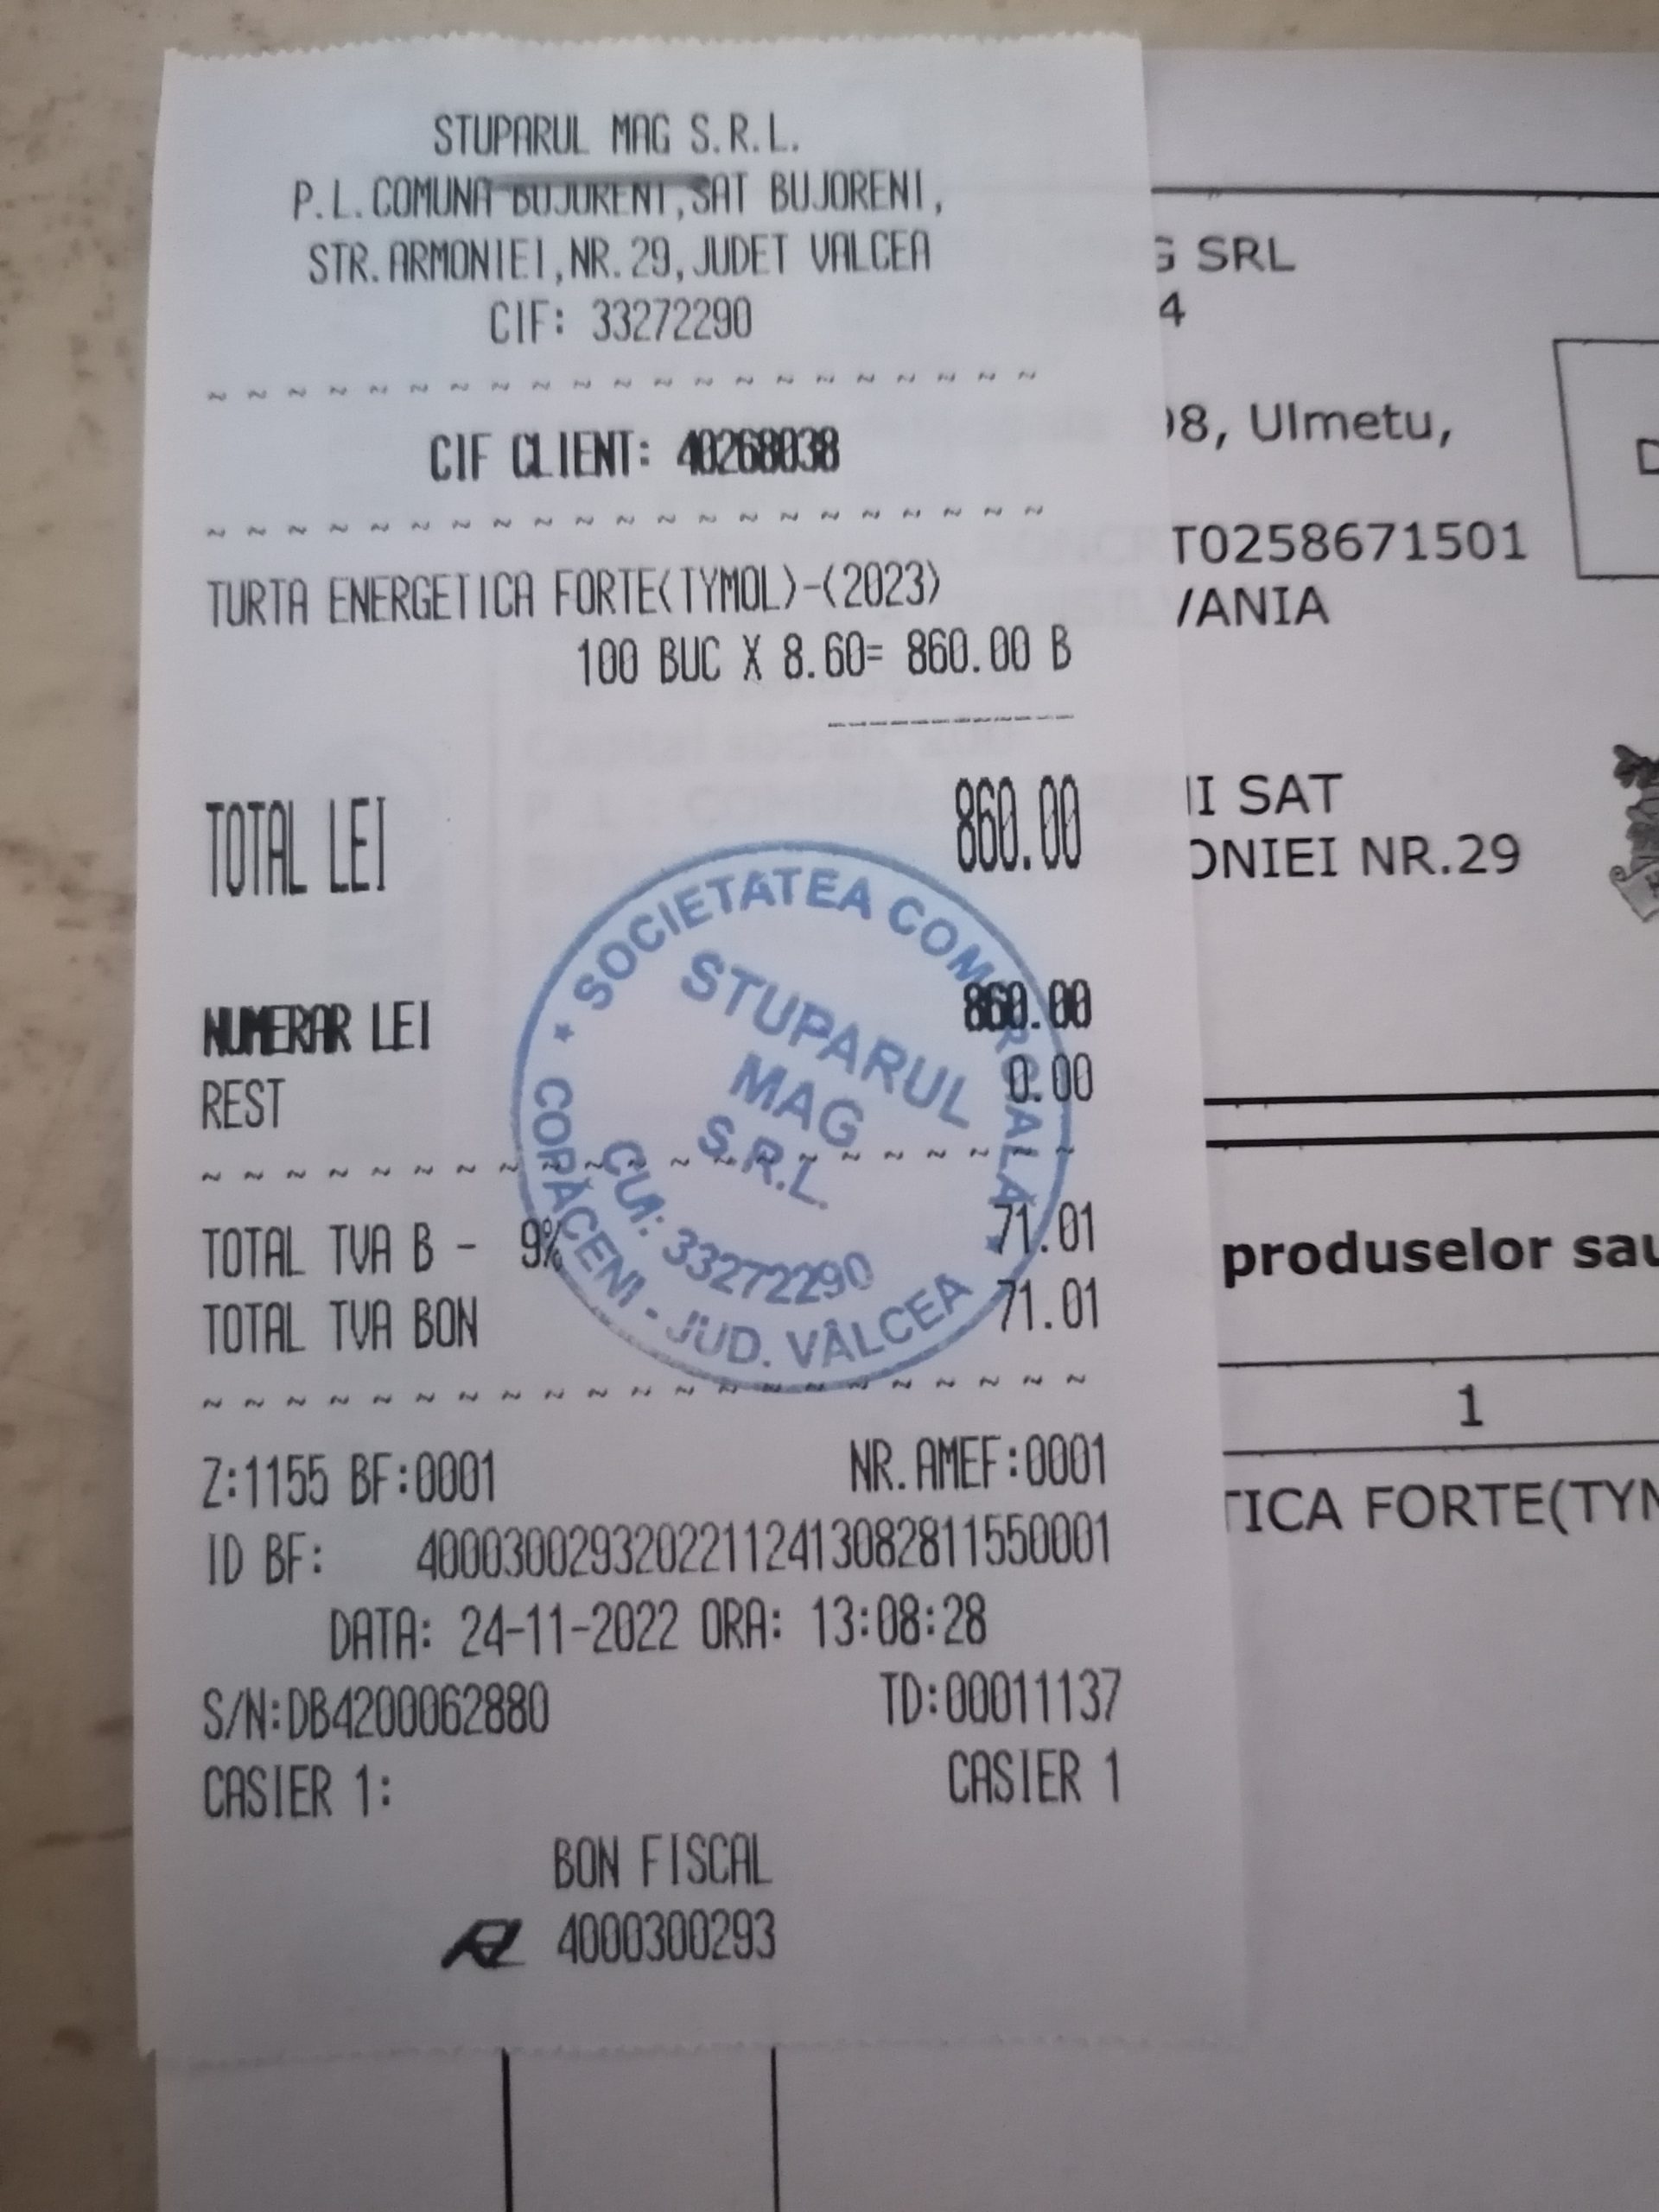 STUPARUL MAG S.R.L.
P.L.COMUNA BUJORENI,SAT BUJORENI,
STR.ARMONIEI,NR.29,JUDET VALCEA
CIF: 33272290
~ ~ ~ ~ ~ ~ ~ ~ ~ ~ ~ ~ ~ ~ ~ ~ ~ ~ ~ ~
CIF CLIENT: 40268038
~ ~ ~ ~ ~ ~ ~ ~ ~ ~ ~ ~ ~ ~ ~ ~ ~ ~ ~ ~
TURTA ENERGETICA FORTE(TYMOL)-(2023)
100 BUC X 8.60= 860.00 B
TOTAL LEI 860.00
NUMERAR LEI 860.00
REST 0.00
~ ~ ~ ~ ~ ~ ~ ~ ~ ~ ~ ~ ~ ~ ~ ~ ~ ~ ~ ~ ~
TOTAL TVA B - 9% 71.01
TOTAL TVA BON 71.01
~ ~ ~ ~ ~ ~ ~ ~ ~ ~ ~ ~ ~ ~ ~ ~ ~ ~ ~ ~ ~
Z:1155 BF:0001 NR.AMEF:0001
ID BF: 40003002932022112413082811550001
DATA: 24-11-2022 ORA: 13:08:28
S/N:DB4200062880 TD:00011137
CASIER 1: CASIER 1
BON FISCAL
4000300293
* SOCIETATEA COMERCIALĂ *
STUPARUL
MAG
S.R.L.
CUI: 33272290
COPĂCENI - JUD. VÂLCEA
G SRL
4
8, Ulmetu,
T0258671501
VANIA
I SAT
ONIEI NR.29
produselor sau
1
TICA FORTE(TYM